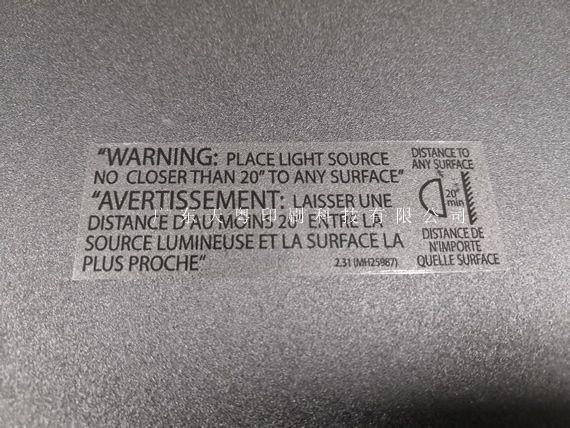 "WARNING: PLACE LIGHT SOURCE
NO CLOSER THAN 20" TO ANY SURFACE"
"AVERTISSEMENT: LAISSER UNE
DISTANCE D'AU MOINS 20" ENTRE LA
SOURCE LUMINEUSE ET LA SURFACE LA
PLUS PROCHE"
2.31 (MH25987)
DISTANCE TO
ANY SURFACE
20"
min
DISTANCE DE
N'IMPORTE
QUELLE SURFACE
广东天粤印刷科技有限公司